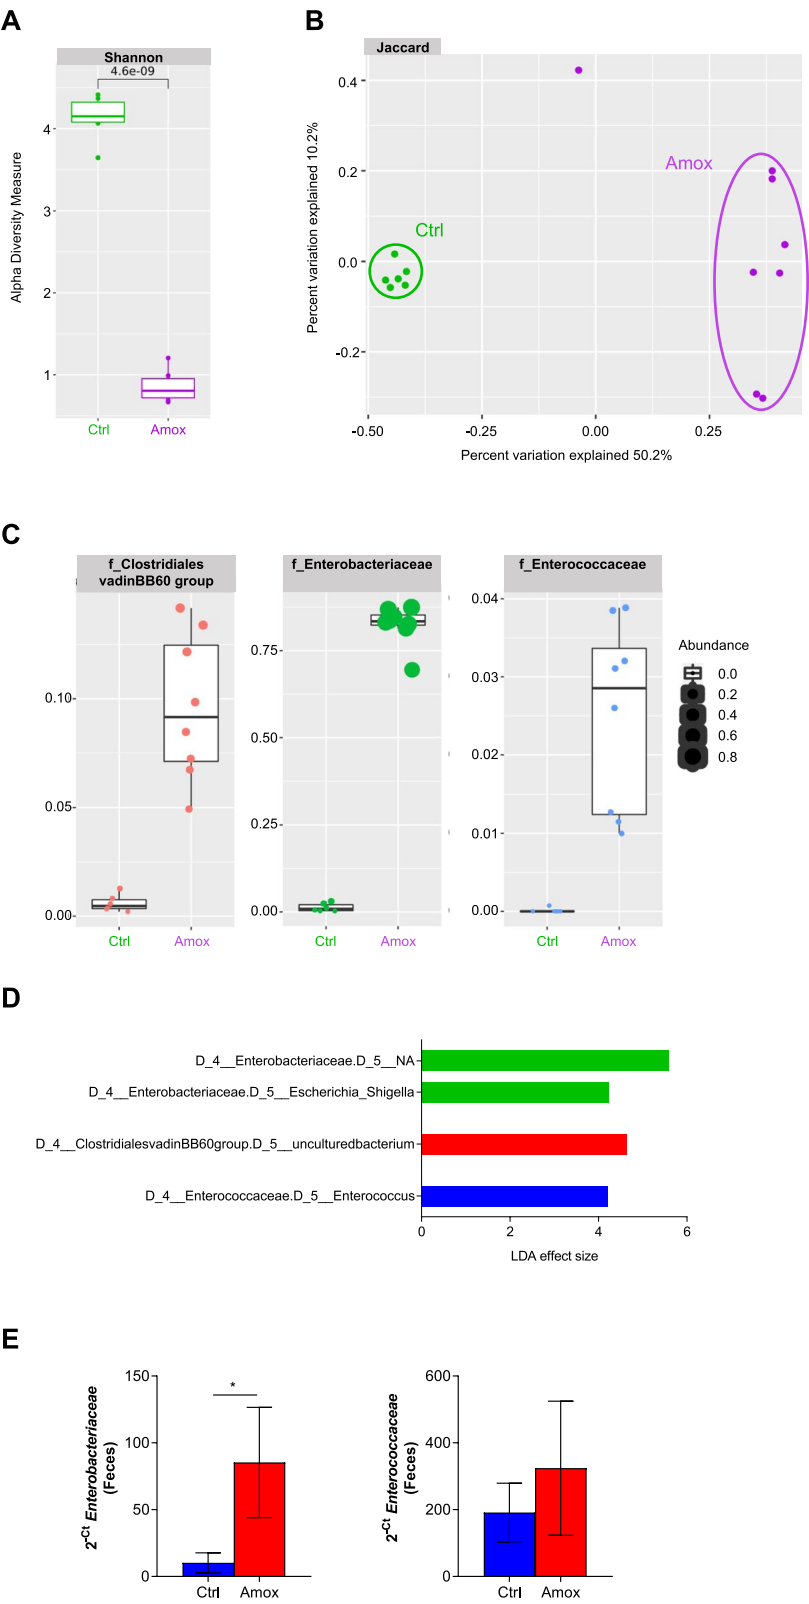 A
Shannon
4.6e-09
Alpha Diversity Measure
4
3
2
1
Ctrl
Amox
B
Jaccard
Percent variation explained 10.2%
0.4
0.2
0.0
-0.2
Amox
Ctrl
-0.50
-0.25
0.00
0.25
Percent variation explained 50.2%
C
f_Clostridiales
vadinBB60 group
0.10
0.05
0.00
Ctrl
Amox
f_Enterobacteriaceae
0.75
0.50
0.25
0.00
Ctrl
Amox
f_Enterococcaceae
0.04
0.03
0.02
0.01
0.00
Ctrl
Amox
Abundance
0.0
0.2
0.4
0.6
0.8
D
D_4__Enterobacteriaceae.D_5__NA
D_4__Enterobacteriaceae.D_5__Escherichia_Shigella
D_4__ClostridialesvadinBB60group.D_5__unculturedbacterium
D_4__Enterococcaceae.D_5__Enterococcus
0
2
4
6
LDA effect size
E
2-Ct Enterobacteriaceae
(Feces)
150
100
50
0
*
Ctrl
Amox
2-Ct Enterococcaceae
(Feces)
600
400
200
0
Ctrl
Amox